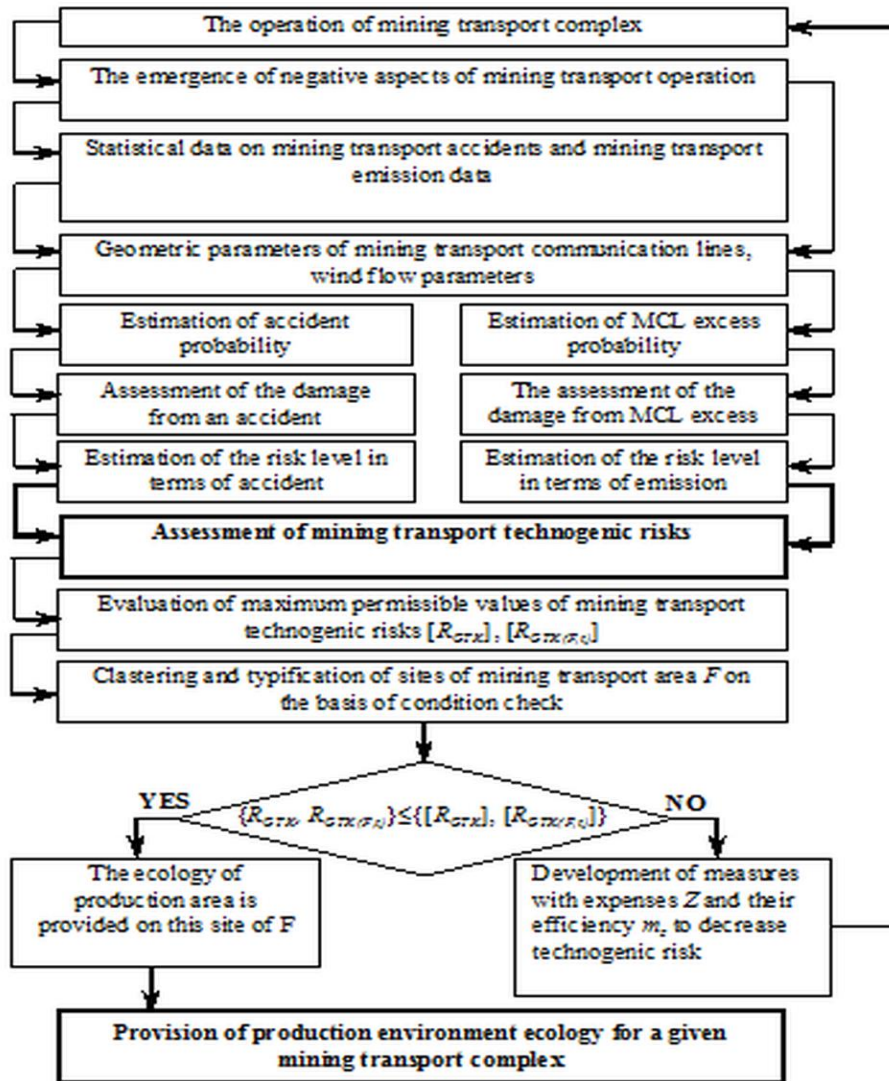 The operation of mining transport complex
The emergence of negative aspects of mining transport operation
Statistical data on mining transport accidents and mining transport
emission data
Geometric parameters of mining transport communication lines,
wind flow parameters
Estimation of accident
probability
Estimation of MCL excess
probability
Assessment of the damage
from an accident
The assessment of the
damage from MCL excess
Estimation of the risk level in
terms of accident
Estimation of the risk level
in terms of emission
Assessment of mining transport technogenic risks
Evaluation of maximum permissible values of mining transport
technogenic risks [R], [R]
Clastering and typification of sites of mining transport area F on
the basis of condition check
YES
{R, R}≤{[R], [R]}
NO
The ecology of
production area is
provided on this site of F
Development of measures
with expenses Z and their
efficiency m, to decrease
technogenic risk
Provision of production environment ecology for a given
mining transport complex